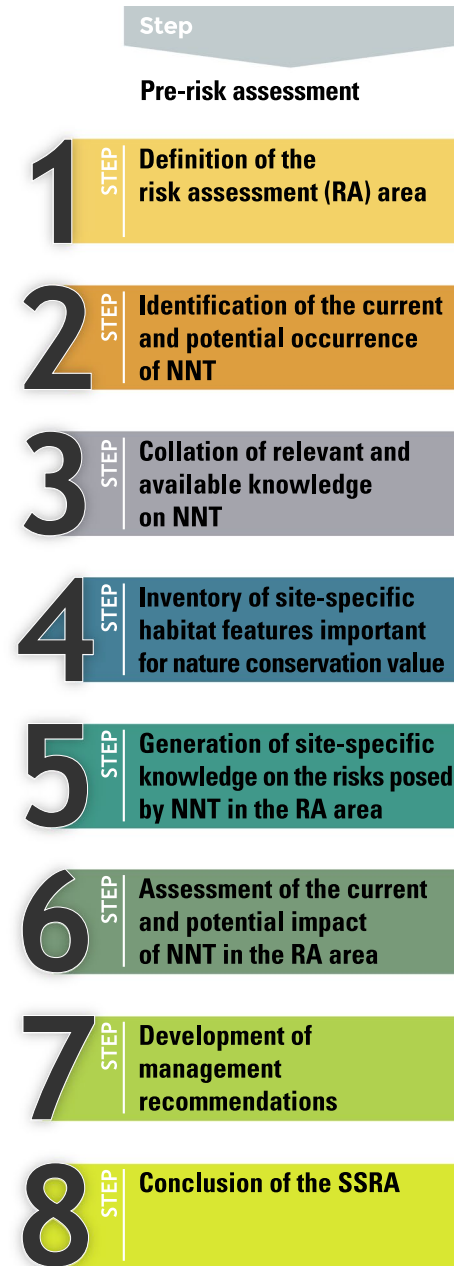 Step
Pre-risk assessment
1
STEP
Definition of the
risk assessment (RA) area
2
STEP
Identification of the current
and potential occurrence
of NNT
3
STEP
Collation of relevant and
available knowledge
on NNT
4
STEP
Inventory of site-specific
habitat features important
for nature conservation value
5
STEP
Generation of site-specific
knowledge on the risks posed
by NNT in the RA area
6
STEP
Assessment of the current
and potential impact
of NNT in the RA area
7
STEP
Development of
management
recommendations
8
STEP
Conclusion of the SSRA